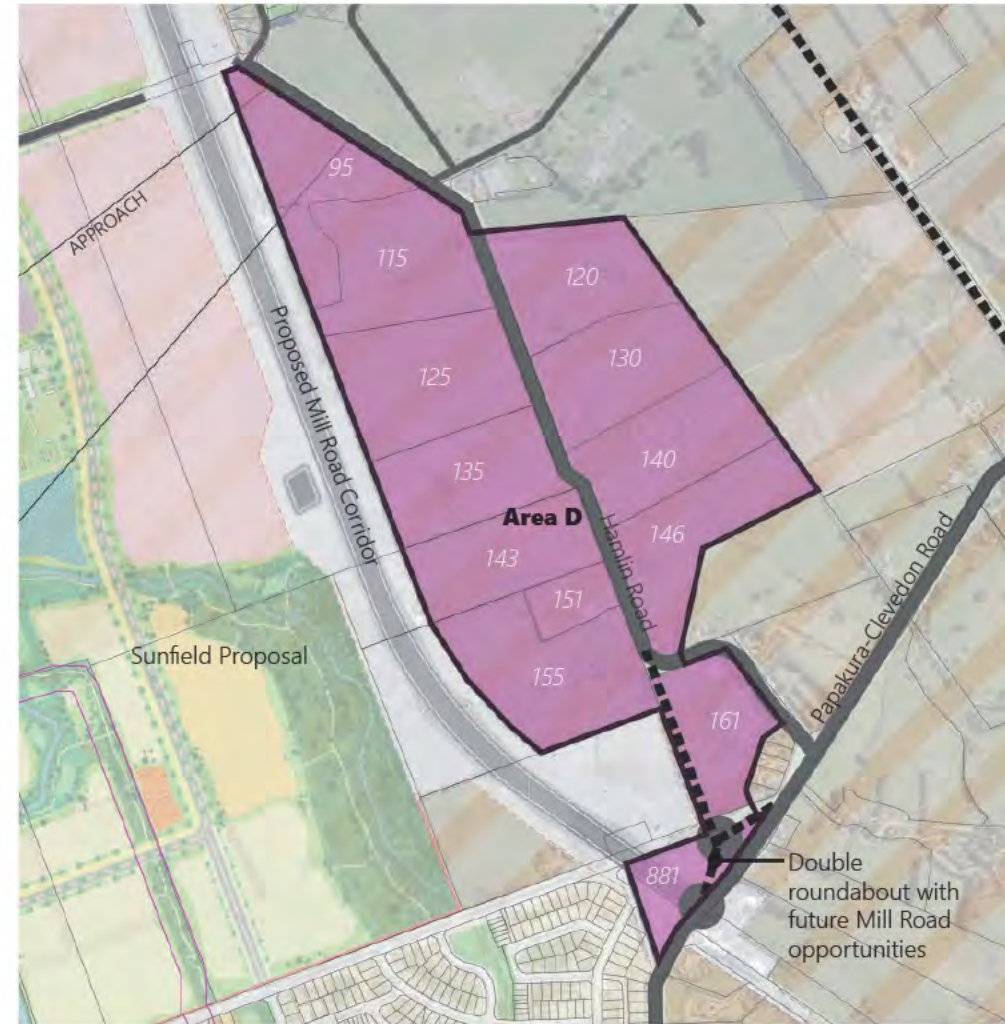 95
APPROACH
115
120
Proposed Mill Road Corridor
130
125
140
135
Area D
Hamlin Road
146
143
151
Papakura-Clevedon Road
Sunfield Proposal
155
161
881
Double
roundabout with
future Mill Road
opportunities